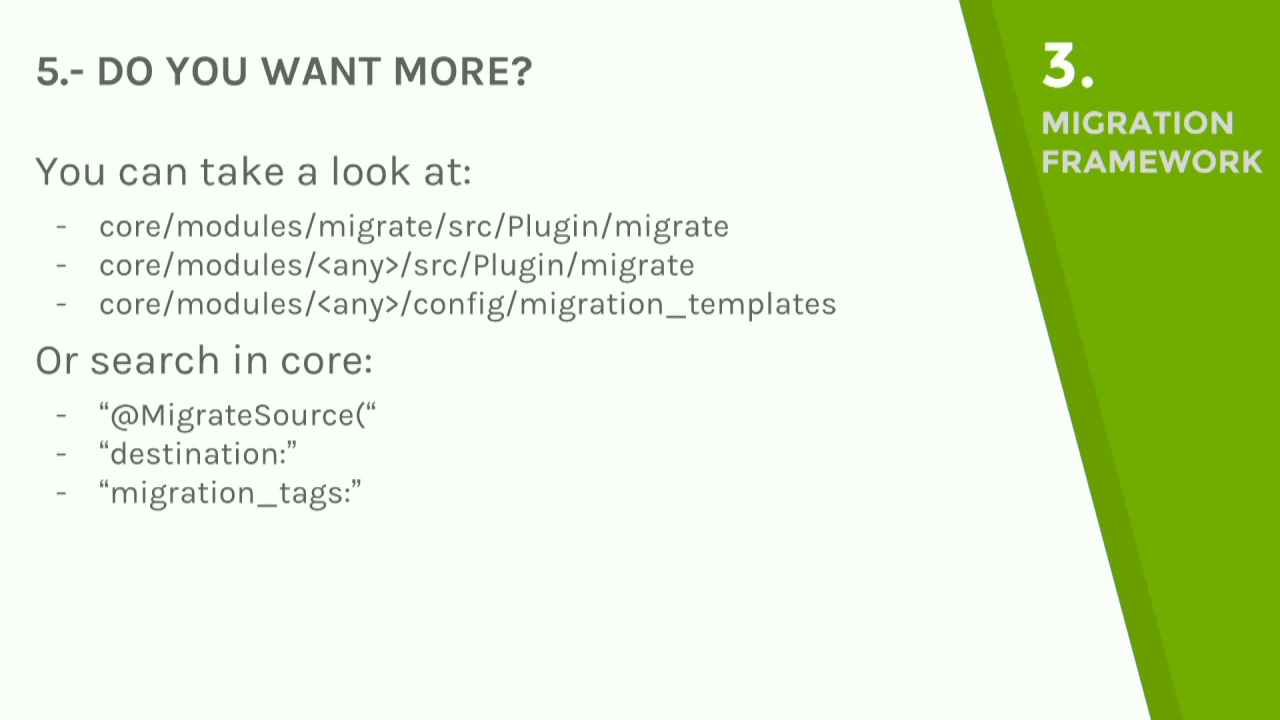 5.- DO YOU WANT MORE?
You can take a look at:
- core/modules/migrate/src/Plugin/migrate
- core/modules/<any>/src/Plugin/migrate
- core/modules/<any>/config/migration_templates
Or search in core:
- “@MigrateSource(“
- “destination:”
- “migration_tags:”
3.
MIGRATION
FRAMEWORK